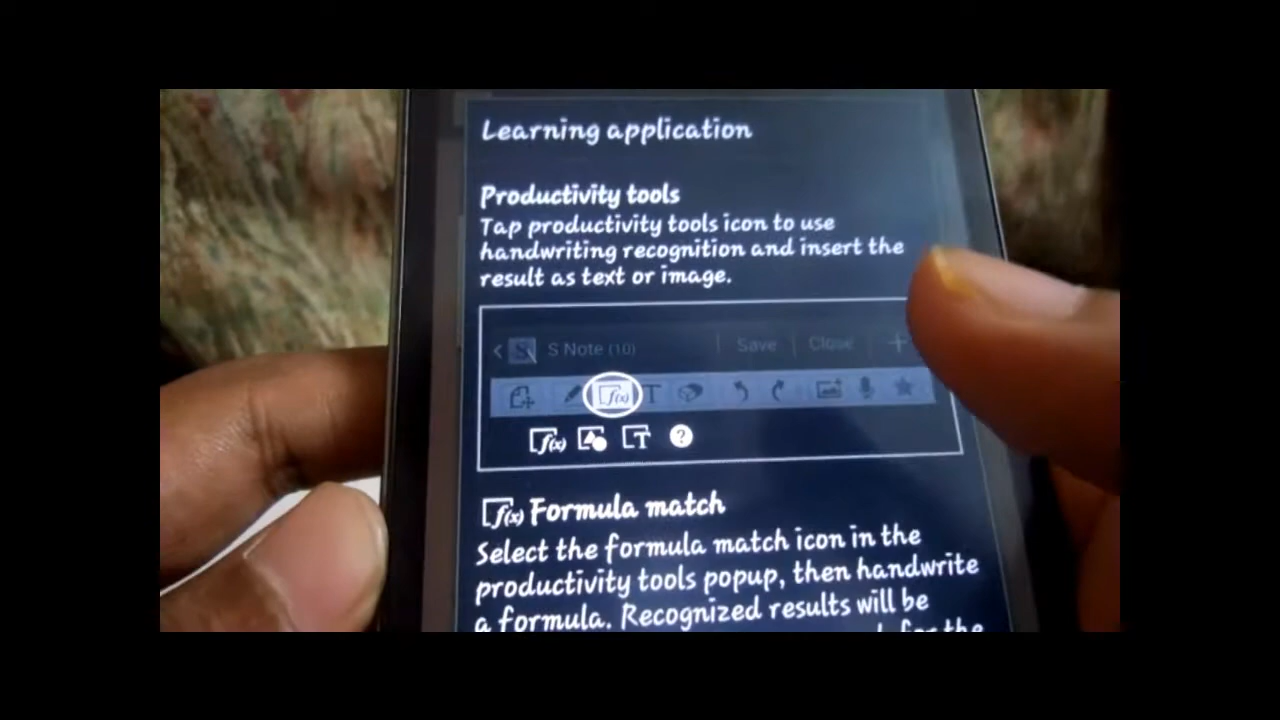 Learning application
Productivity tools
Tap productivity tools icon to use
handwriting recognition and insert the
result as text or image.
S Note (10) Save Close
f(x) T
f(x) T ?
f(x) Formula match
Select the formula match icon in the
productivity tools popup, then handwrite
a formula. Recognized results will be
for the